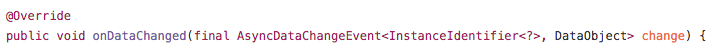 @Override
public void onDataChanged(final AsyncDataChangeEvent<InstanceIdentifier<?>, DataObject> change) {